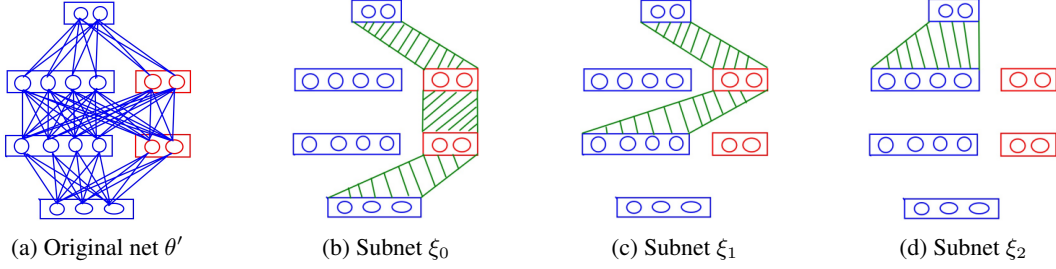 (a) Original net θ′
(b) Subnet ξ₀
(c) Subnet ξ₁
(d) Subnet ξ₂